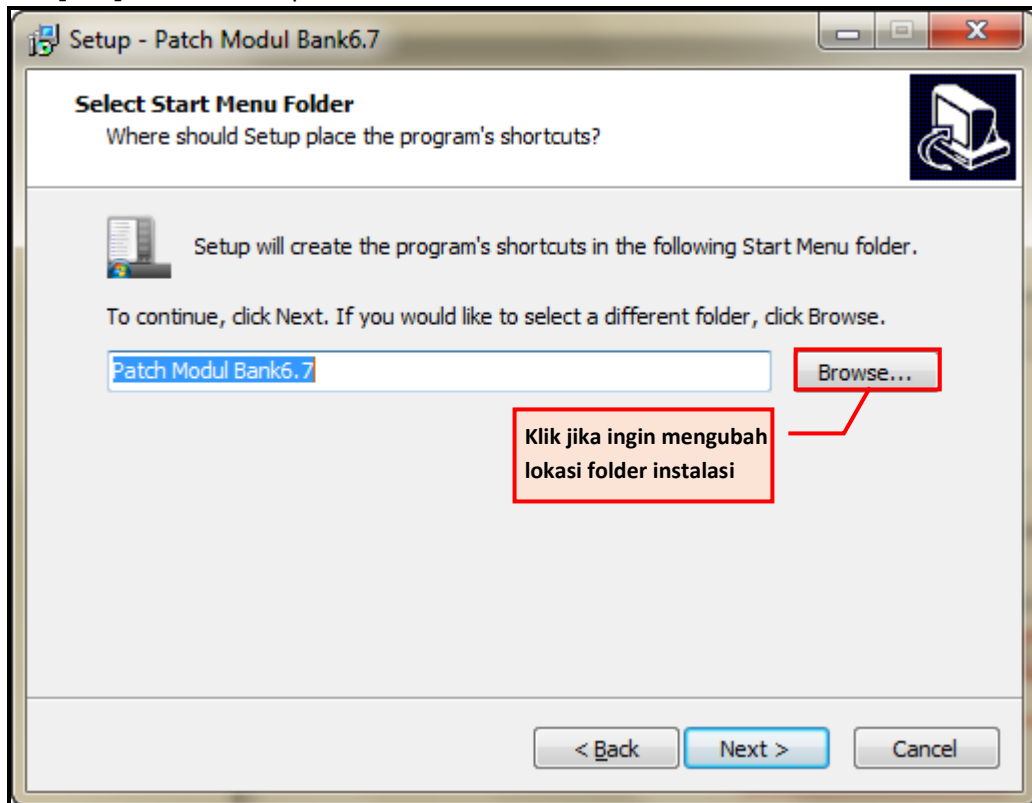 Setup - Patch Modul Bank6.7
Select Start Menu Folder
Where should Setup place the program's shortcuts?
Setup will create the program's shortcuts in the following Start Menu folder.
To continue, click Next. If you would like to select a different folder, click Browse.
Patch Modul Bank6.7
Browse...
Klik jika ingin mengubah
lokasi folder instalasi
< Back
Next >
Cancel